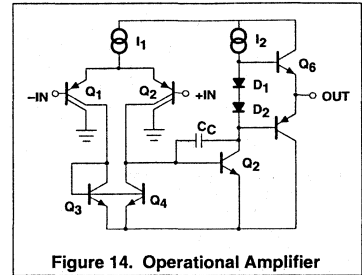 I1
I2
Q6
Q1
Q2
D1
–IN
+IN
OUT
D2
CC
Q2
Q3
Q4
Figure 14. Operational Amplifier